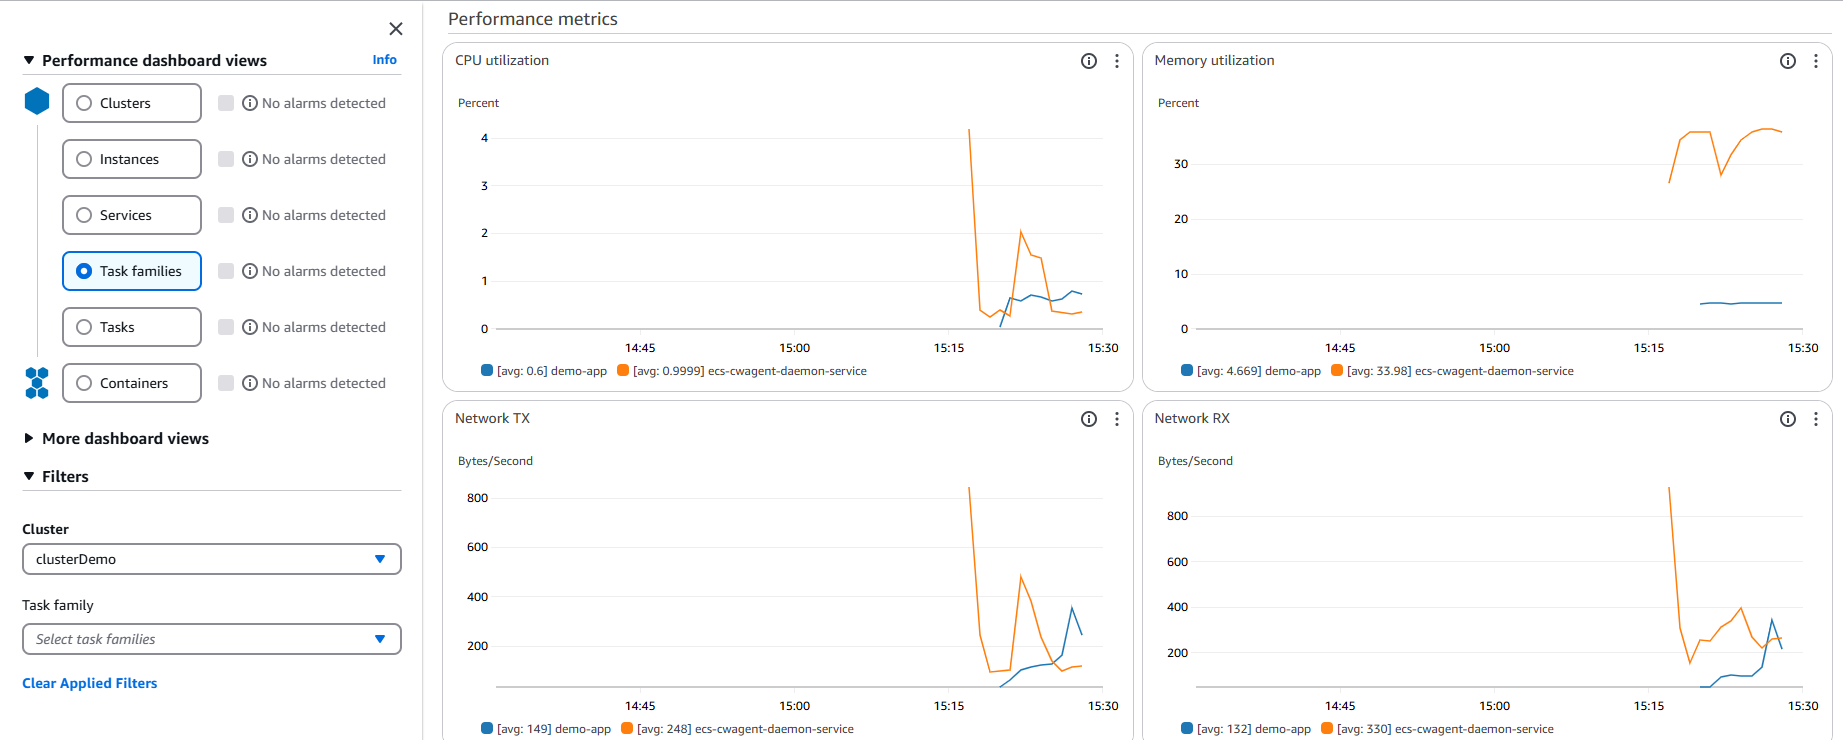 Performance dashboard views Info
Clusters No alarms detected
Instances No alarms detected
Services No alarms detected
Task families No alarms detected
Tasks No alarms detected
Containers No alarms detected
More dashboard views
Filters
Cluster
clusterDemo
Task family
Select task families
Clear Applied Filters
Performance metrics
CPU utilization
Percent
4
3
2
1
0
14:45 15:00 15:15 15:30
[avg: 0.6] demo-app [avg: 0.9999] ecs-cwagent-daemon-service
Memory utilization
Percent
30
20
10
0
14:45 15:00 15:15 15:30
[avg: 4.669] demo-app [avg: 33.98] ecs-cwagent-daemon-service
Network TX
Bytes/Second
800
600
400
200
14:45 15:00 15:15 15:30
[avg: 149] demo-app [avg: 248] ecs-cwagent-daemon-service
Network RX
Bytes/Second
800
600
400
200
14:45 15:00 15:15 15:30
[avg: 132] demo-app [avg: 330] ecs-cwagent-daemon-service